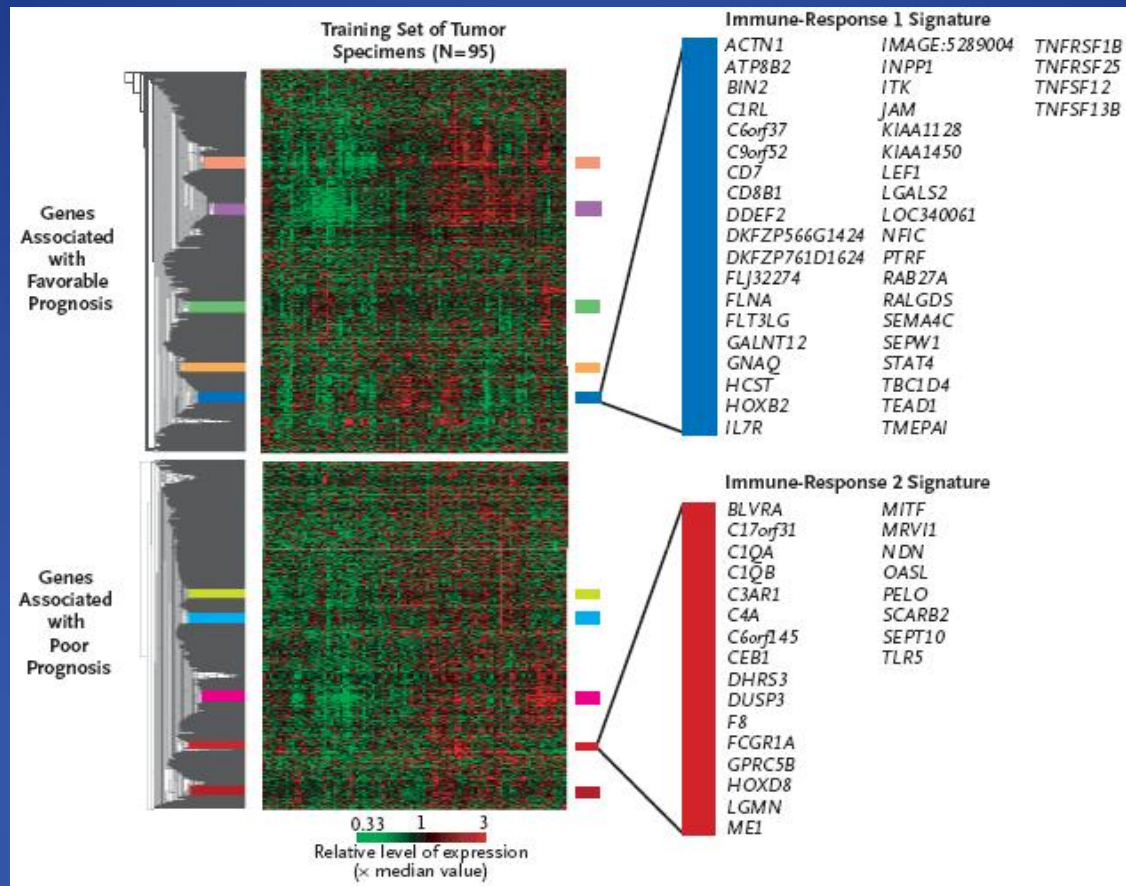 Training Set of Tumor
Specimens (N=95)
Genes
Associated
with
Favorable
Prognosis
Genes
Associated
with
Poor
Prognosis
0.33 1 3
Relative level of expression
(× median value)
Immune-Response 1 Signature
ACTN1
ATP8B2
BIN2
C1RL
C6orf37
C9orf52
CD7
CD8B1
DDEF2
DKFZP566G1424
DKFZP761D1624
FLJ32274
FLNA
FLT3LG
GALNT12
GNAQ
HCST
HOXB2
IL7R
IMAGE:5289004
INPP1
ITK
JAM
KIAA1128
KIAA1450
LEF1
LGALS2
LOC340061
NFIC
PTRF
RAB27A
RALGDS
SEMA4C
SEPW1
STAT4
TBC1D4
TEAD1
TMEPAI
TNFRSF1B
TNFRSF25
TNFSF12
TNFSF13B
Immune-Response 2 Signature
BLVRA
C17orf31
C1QA
C1QB
C3AR1
C4A
C6orf145
CEB1
DHRS3
DUSP3
F8
FCGR1A
GPRC5B
HOXD8
LGMN
ME1
MITF
MRVI1
NDN
OASL
PELO
SCARB2
SEPT10
TLR5